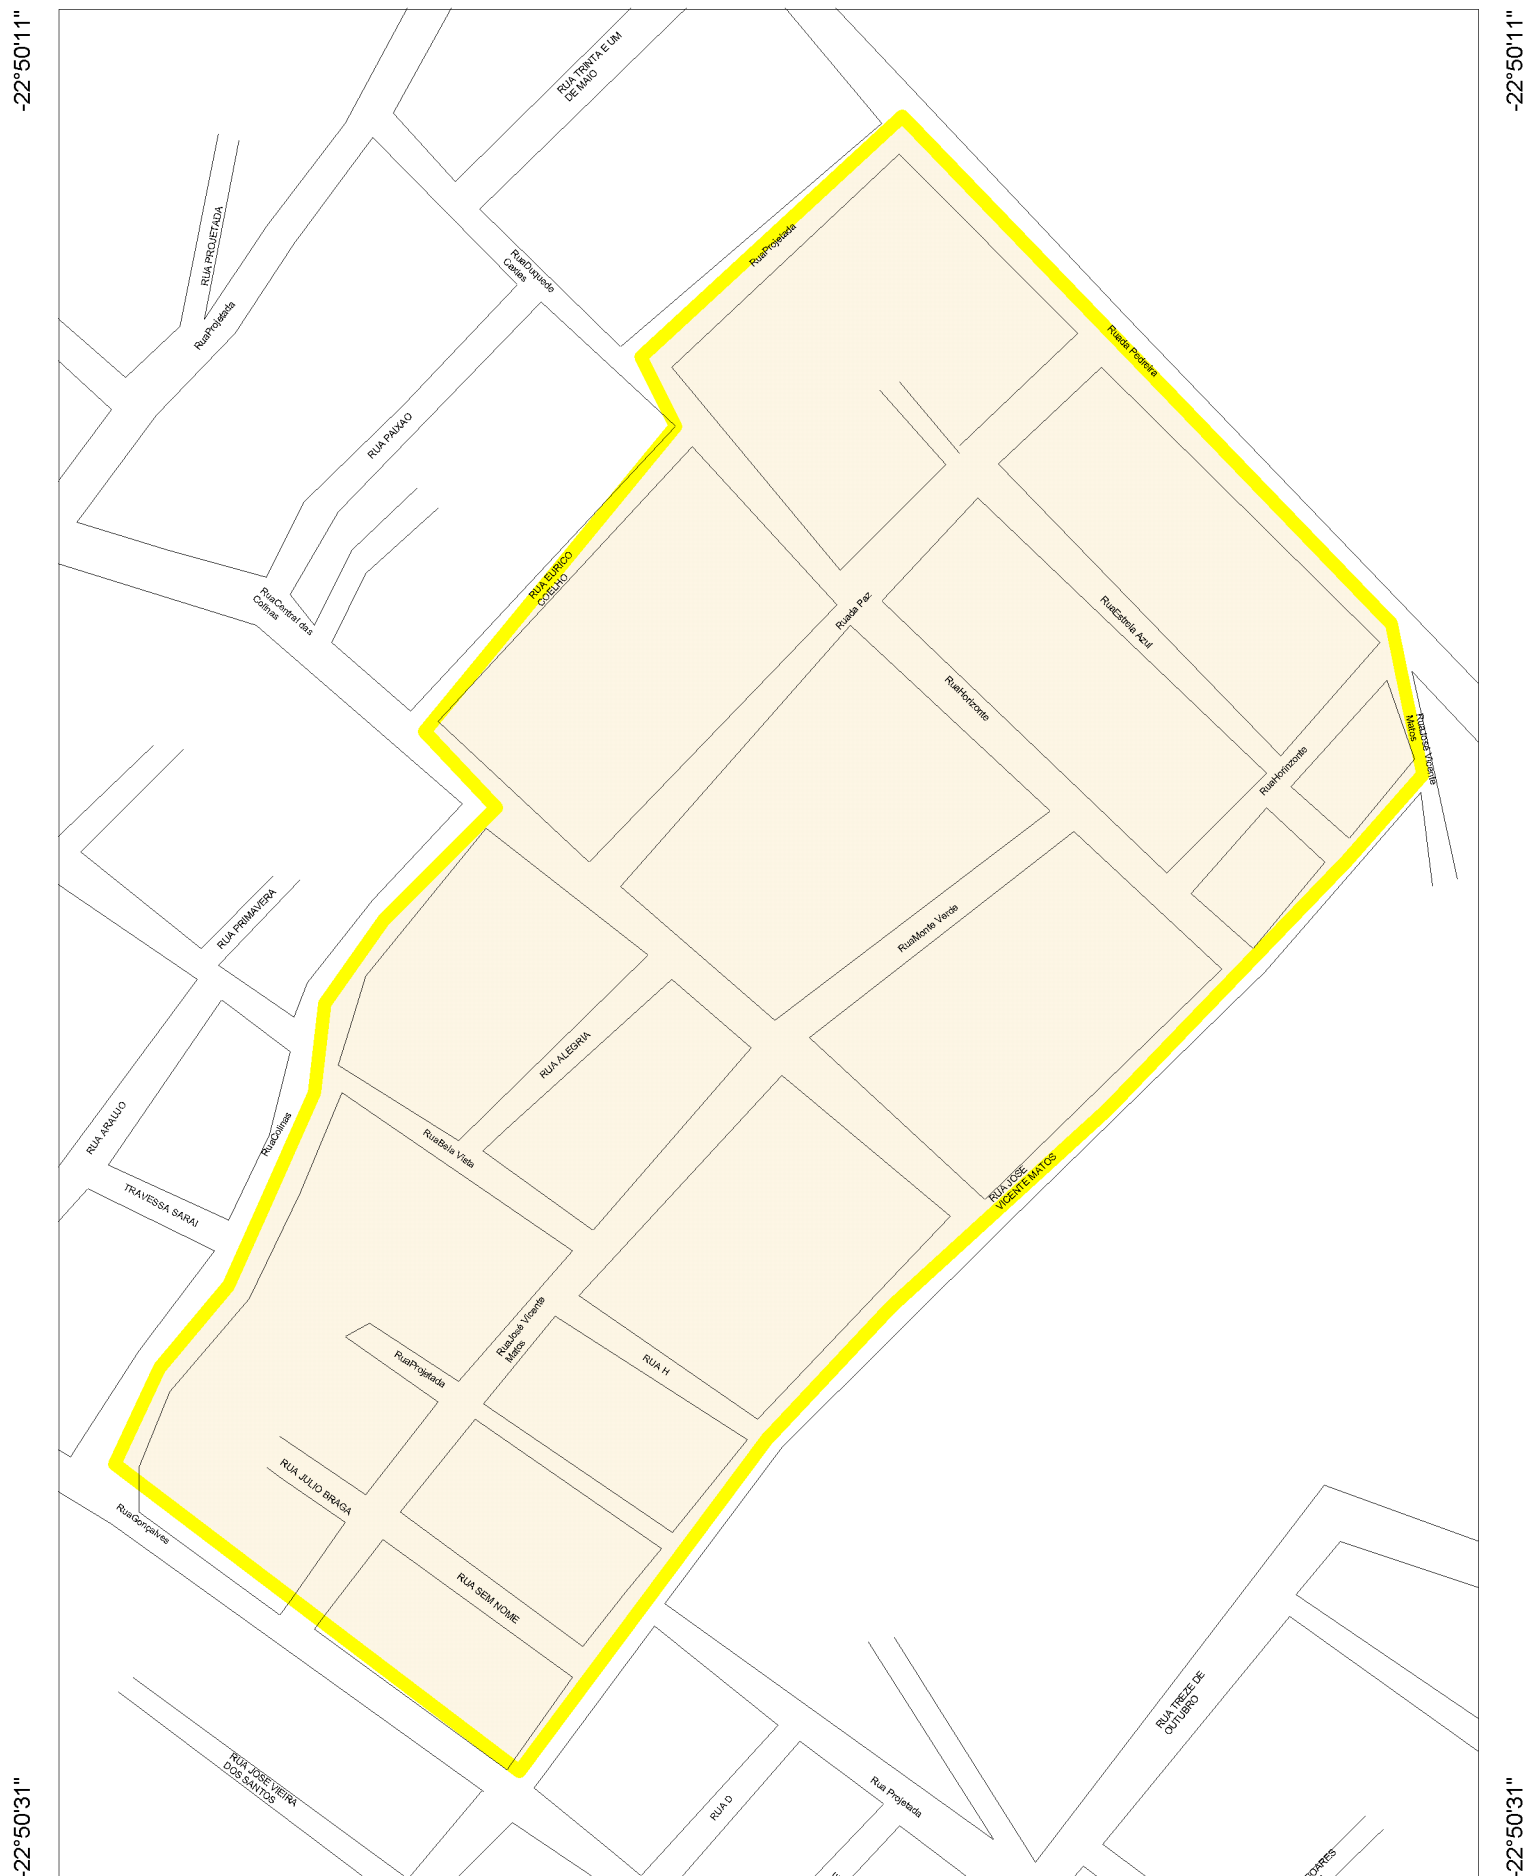 -22°50'11"
-22°50'11"
RUA TRINTA E UM
DE MAIO
RUA PROJETADA
RuaProjetada
RuaDuquede
Caxias
RuaProjetada
Ruada Pedreira
RUA PAIXAO
RUA EURICO
COELHO
RuaCentral das
Colinas
Ruada Paz
RuaEstrela Azul
RuaHorizonte
RuaJosé Vicente
Matos
RuaHorinzonte
RUA PRIMAVERA
RuaMonte Verde
RUA ALEGRIA
RUA ARAUJO
RuaColinas
RuaBela Vista
TRAVESSA SARAI
RUA JOSE
VICENTE MATOS
RuaJosé Vicente
Matos
RuaProjetada
RUA H
RUA JULIO BRAGA
RuaGonçalves
RUA SEM NOME
RUA TREZE DE
OUTUBRO
RUA JOSE VIEIRA
DOS SANTOS
RUA D
Rua Projetada
-22°50'31"
-22°50'31"